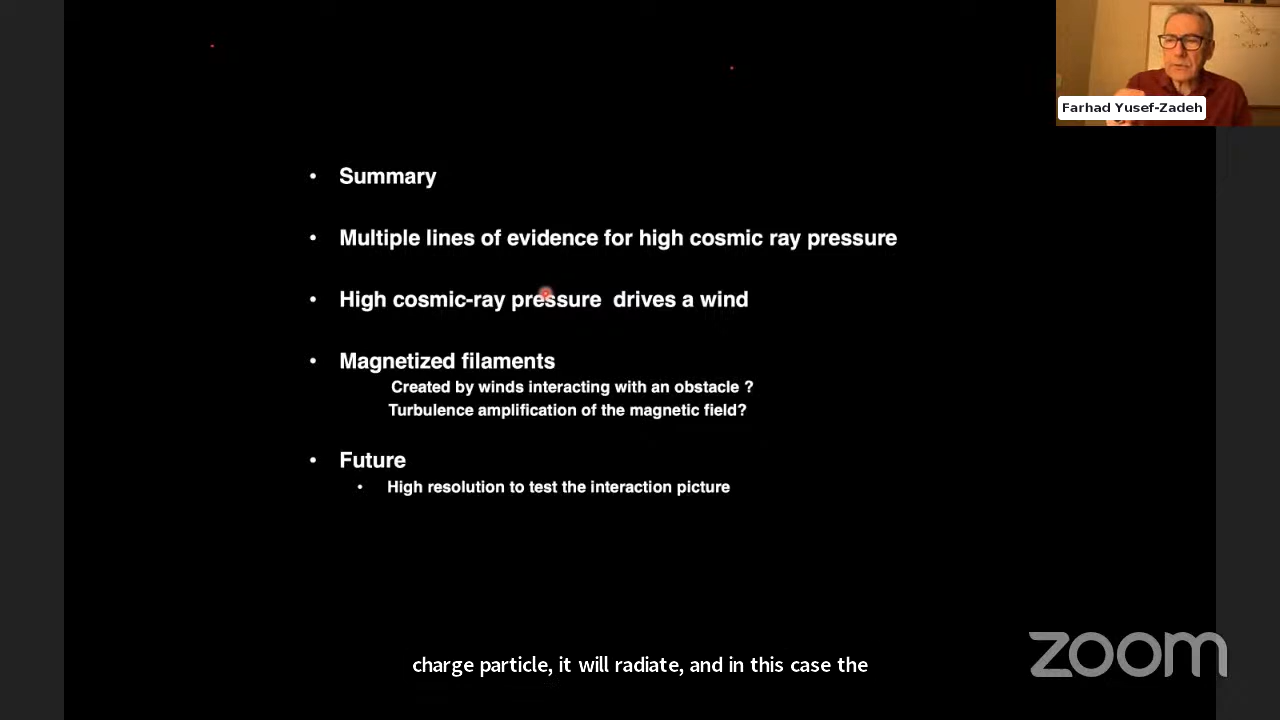 Farhad Yusef-Zadeh
• Summary
• Multiple lines of evidence for high cosmic ray pressure
• High cosmic-ray pressure drives a wind
• Magnetized filaments
Created by winds interacting with an obstacle ?
Turbulence amplification of the magnetic field?
• Future
• High resolution to test the interaction picture
charge particle, it will radiate, and in this case the
zoom